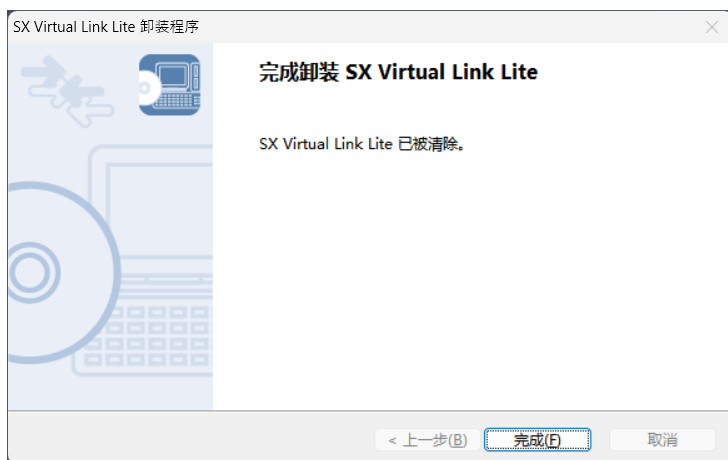 SX Virtual Link Lite 卸装程序
完成卸装 SX Virtual Link Lite
SX Virtual Link Lite 已被清除。
< 上一步(B)
完成(F)
取消